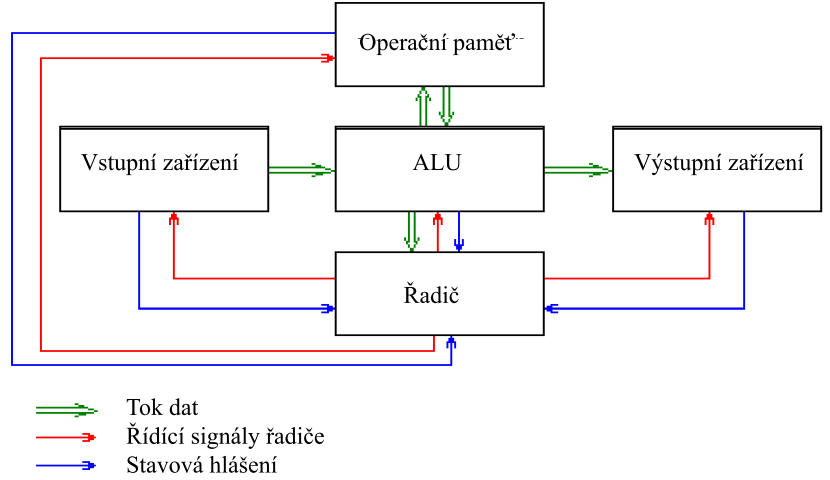 Operační paměť
Vstupní zařízení
ALU
Výstupní zařízení
Řadič
Tok dat
Řídící signály řadiče
Stavová hlášení